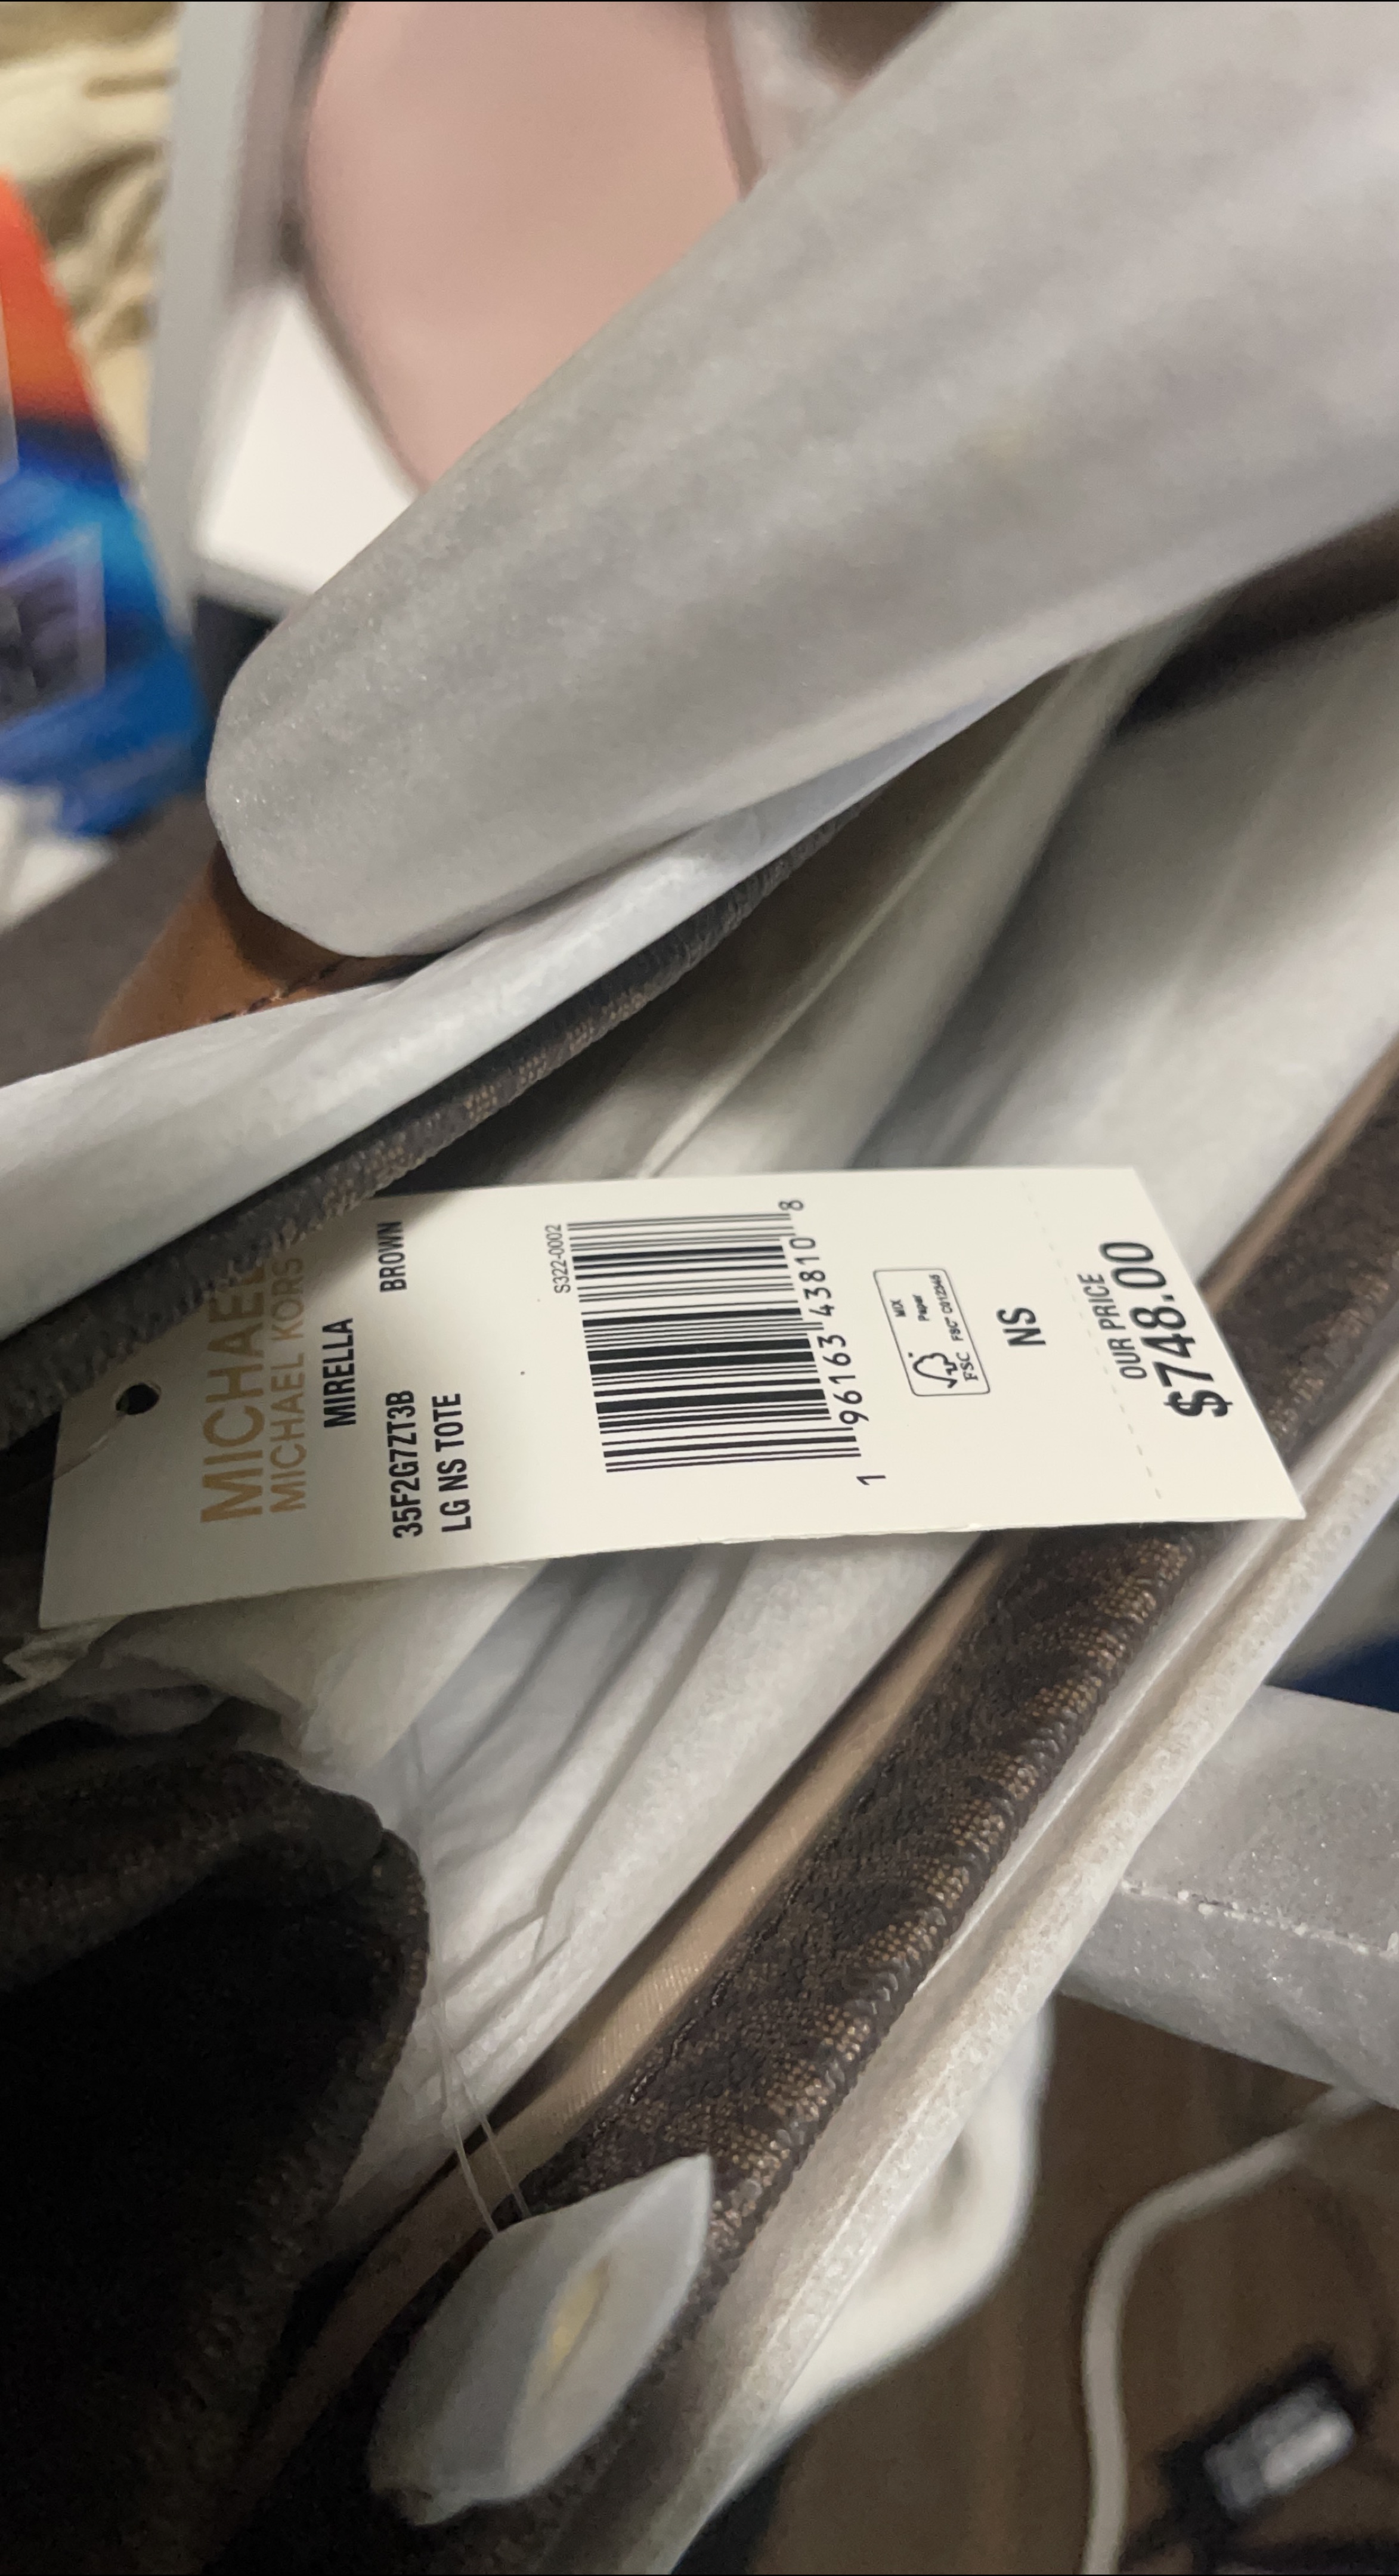 MICHAEL
MICHAEL KORS
MIRELLA
35F2G7ZT3B BROWN
LG NS TOTE
S322-0002
1 96163 43810 8
MIX
Paper
FSC FSC® C012345
NS
OUR PRICE
$748.00